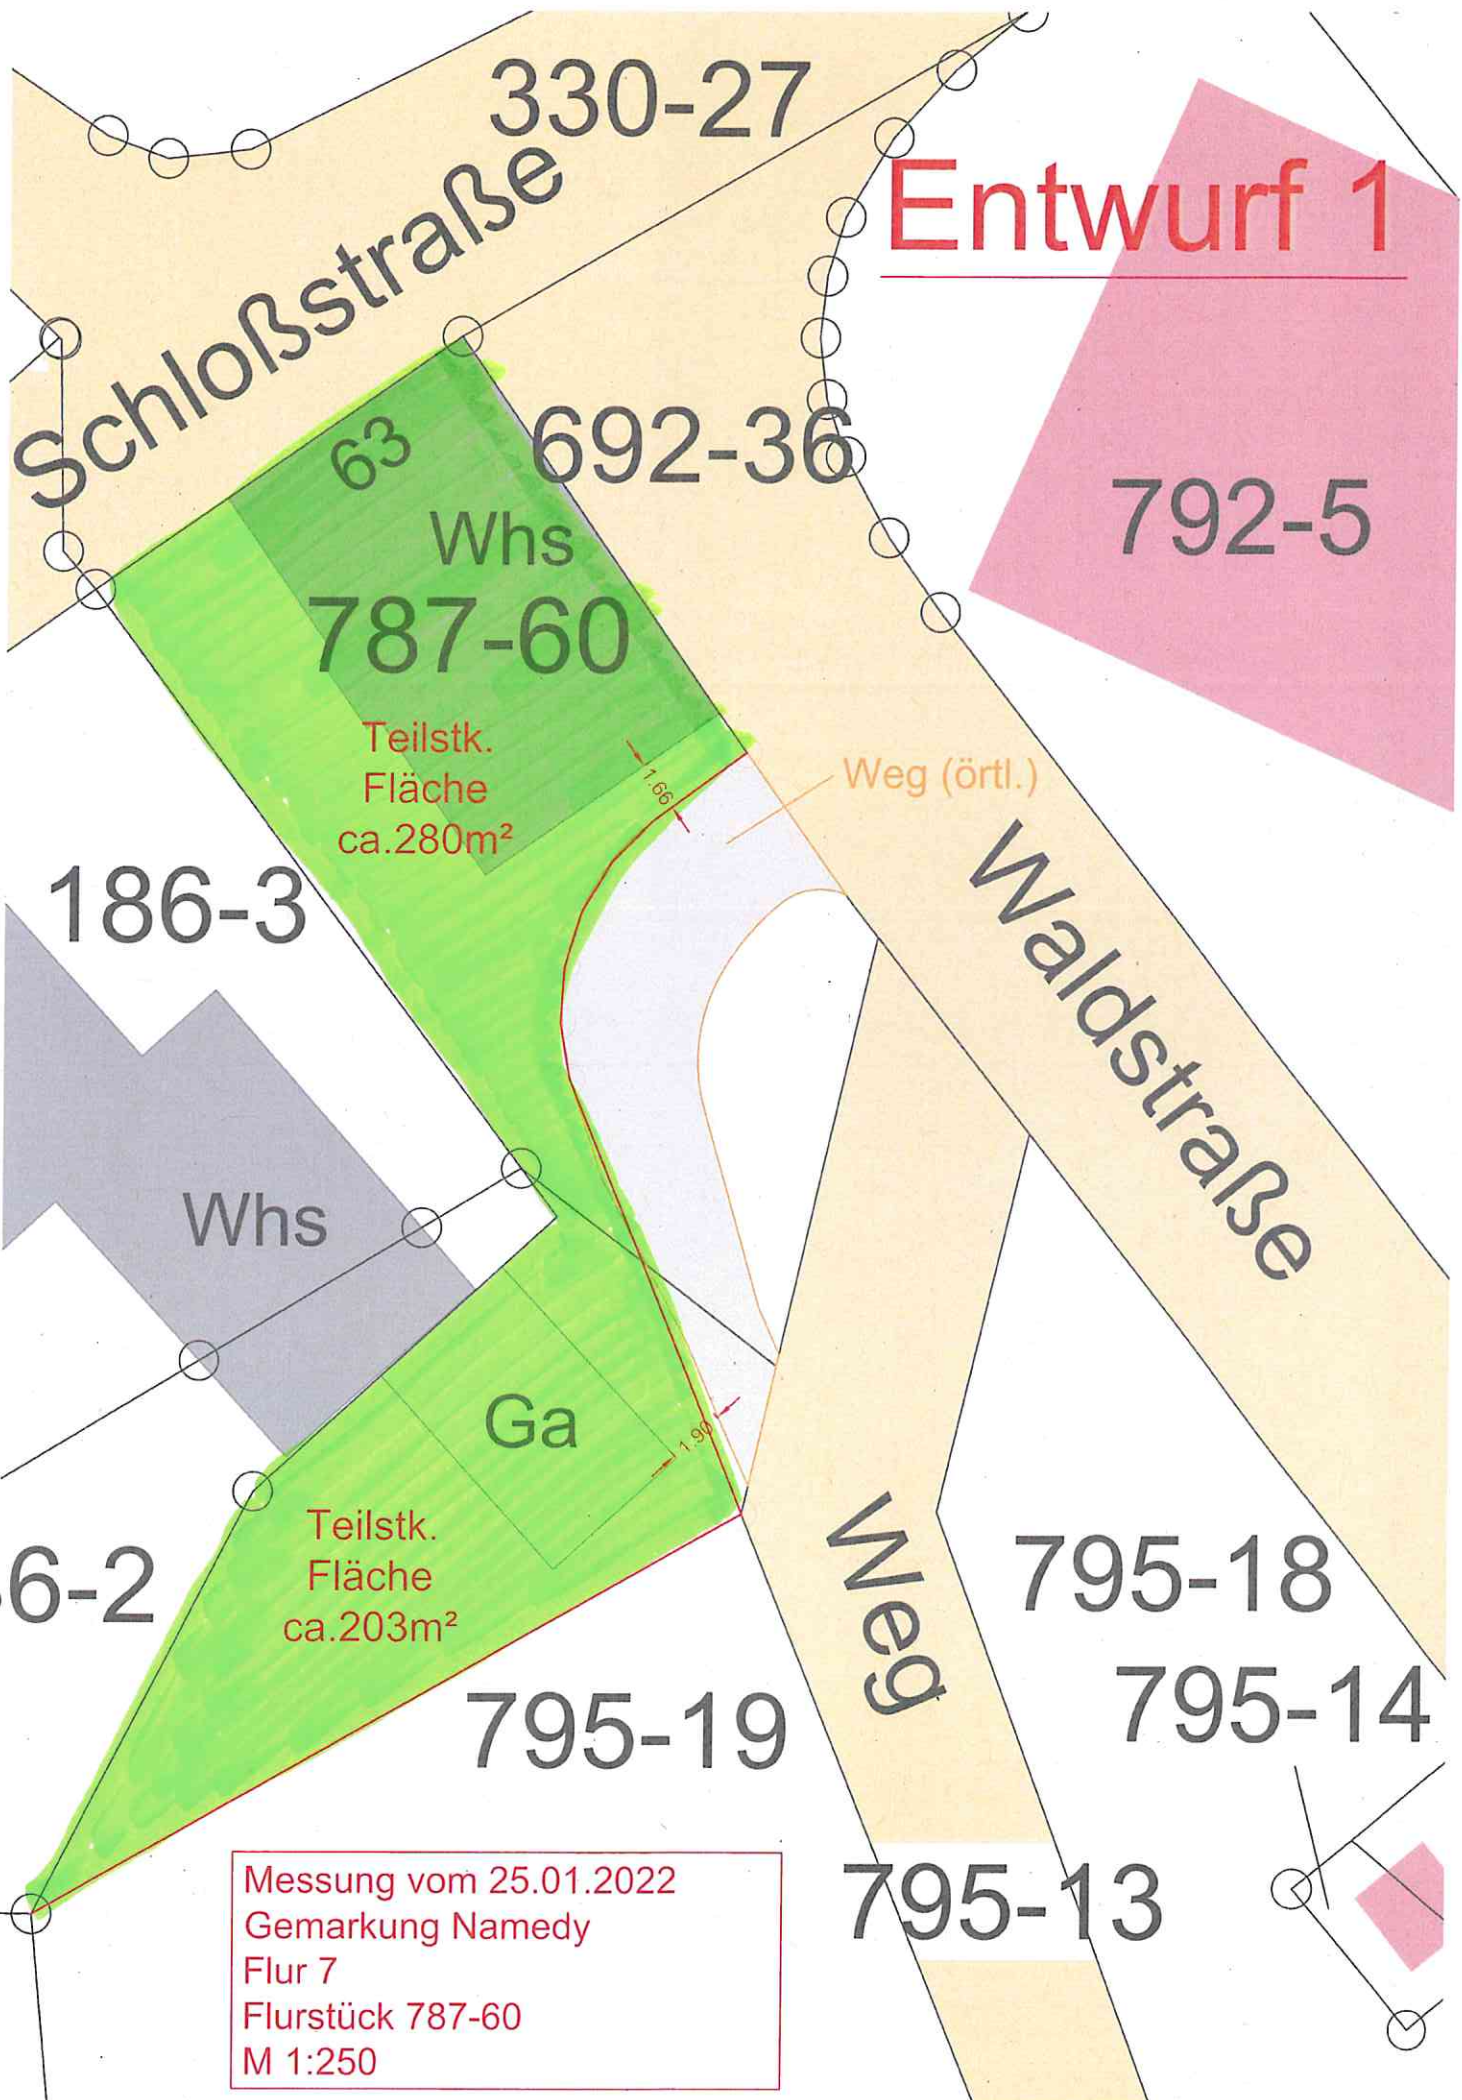 330-27
Entwurf 1
Schloßstraße
63
692-36
792-5
Whs
787-60
Teilstk.
Fläche
ca.280m²
1.66
Weg (örtl.)
186-3
Waldstraße
Whs
Ga
1.90
Teilstk.
Fläche
ca.203m²
6-2
Weg
795-18
795-14
795-19
795-13
Messung vom 25.01.2022
Gemarkung Namedy
Flur 7
Flurstück 787-60
M 1:250